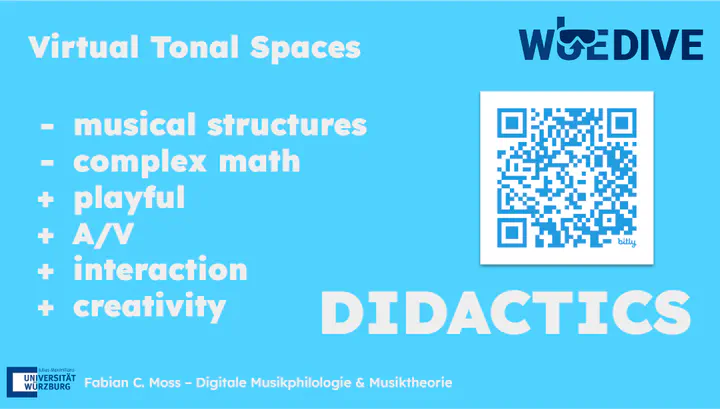 Virtual Tonal Spaces
WUEDIVE
- musical structures
- complex math
+ playful
+ A/V
+ interaction
+ creativity
bitly
DIDACTICS
Julius-Maximilians-
UNIVERSITÄT
WÜRZBURG
Fabian C. Moss – Digitale Musikphilologie & Musiktheorie